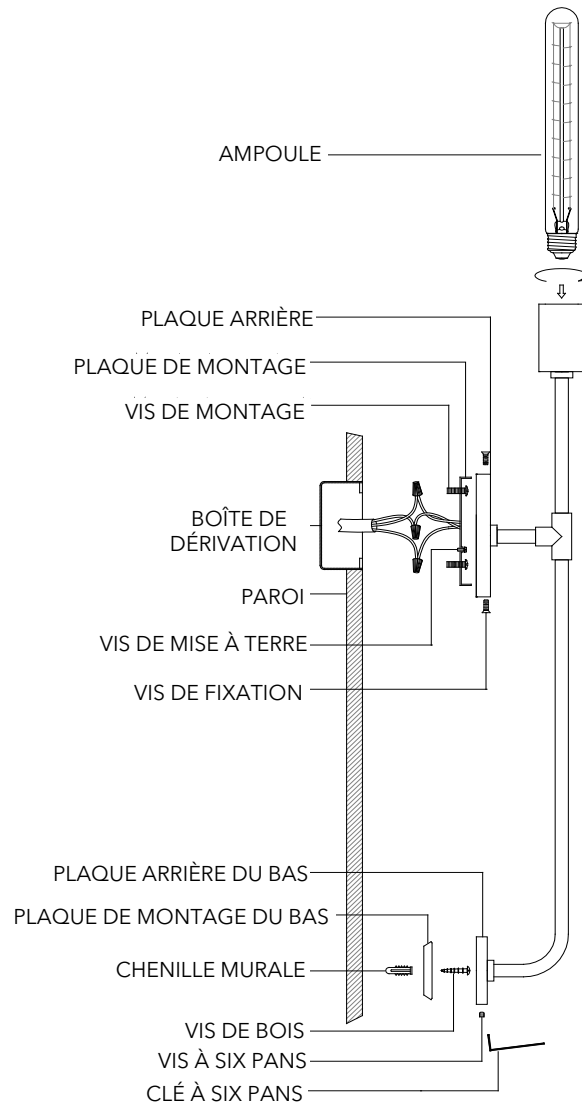 AMPOULE
PLAQUE ARRIÈRE
PLAQUE DE MONTAGE
VIS DE MONTAGE
BOÎTE DE
DÉRIVATION
PAROI
VIS DE MISE À TERRE
VIS DE FIXATION
PLAQUE ARRIÈRE DU BAS
PLAQUE DE MONTAGE DU BAS
CHENILLE MURALE
VIS DE BOIS
VIS À SIX PANS
CLÉ À SIX PANS